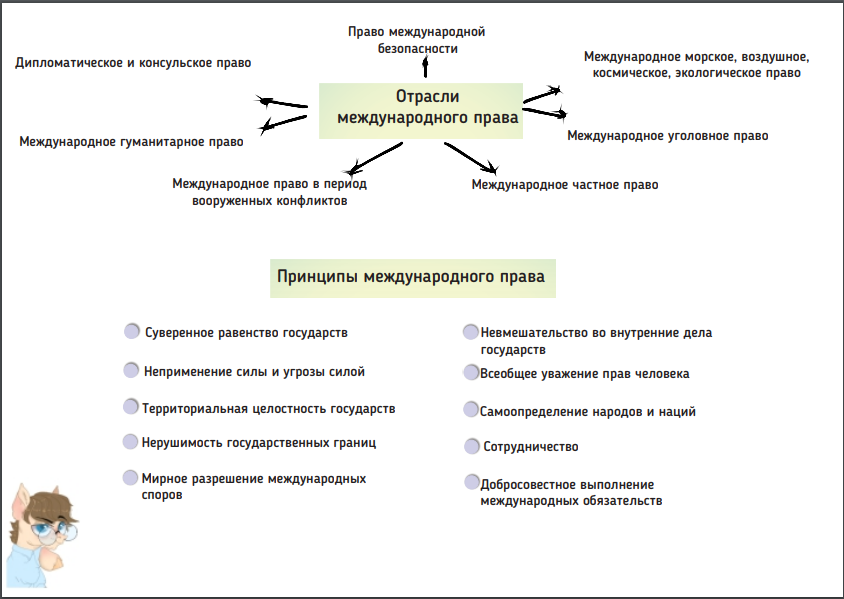 Право международной
безопасности
Дипломатическое и консульское право
Международное морское, воздушное,
космическое, экологическое право
Отрасли
международного права
Международное гуманитарное право
Международное уголовное право
Международное право в период
вооруженных конфликтов
Международное частное право
Принципы международного права
Суверенное равенство государств
Неприменение силы и угрозы силой
Территориальная целостность государств
Нерушимость государственных границ
Мирное разрешение международных
споров
Невмешательство во внутренние дела
государств
Всеобщее уважение прав человека
Самоопределение народов и наций
Сотрудничество
Добросовестное выполнение
международных обязательств